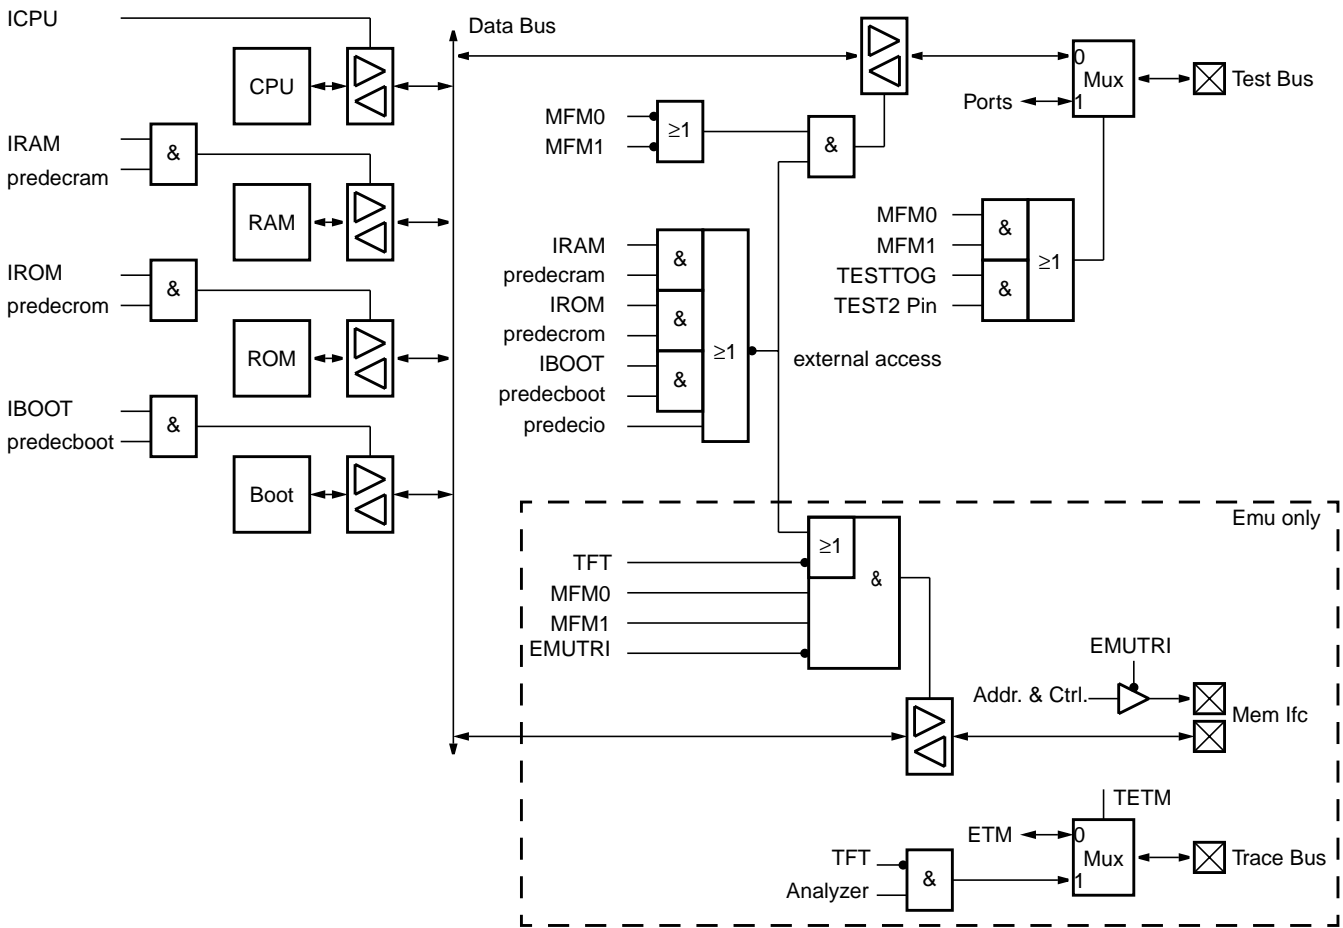 ICPU
Data Bus
CPU
0
Mux
1
Test Bus
Ports
MFM0
MFM1
≥1
&
IRAM
predecram
&
RAM
MFM0
MFM1
TESTTOG
TEST2 Pin
&
&
≥1
IRAM
predecram
IROM
predecrom
IBOOT
predecboot
predecio
&
&
&
≥1
external access
IROM
predecrom
&
ROM
IBOOT
predecboot
&
Boot
Emu only
TFT
MFM0
MFM1
EMUTRI
≥1
&
EMUTRI
Addr. & Ctrl.
Mem Ifc
TETM
ETM
0
Mux
1
Trace Bus
TFT
Analyzer
&